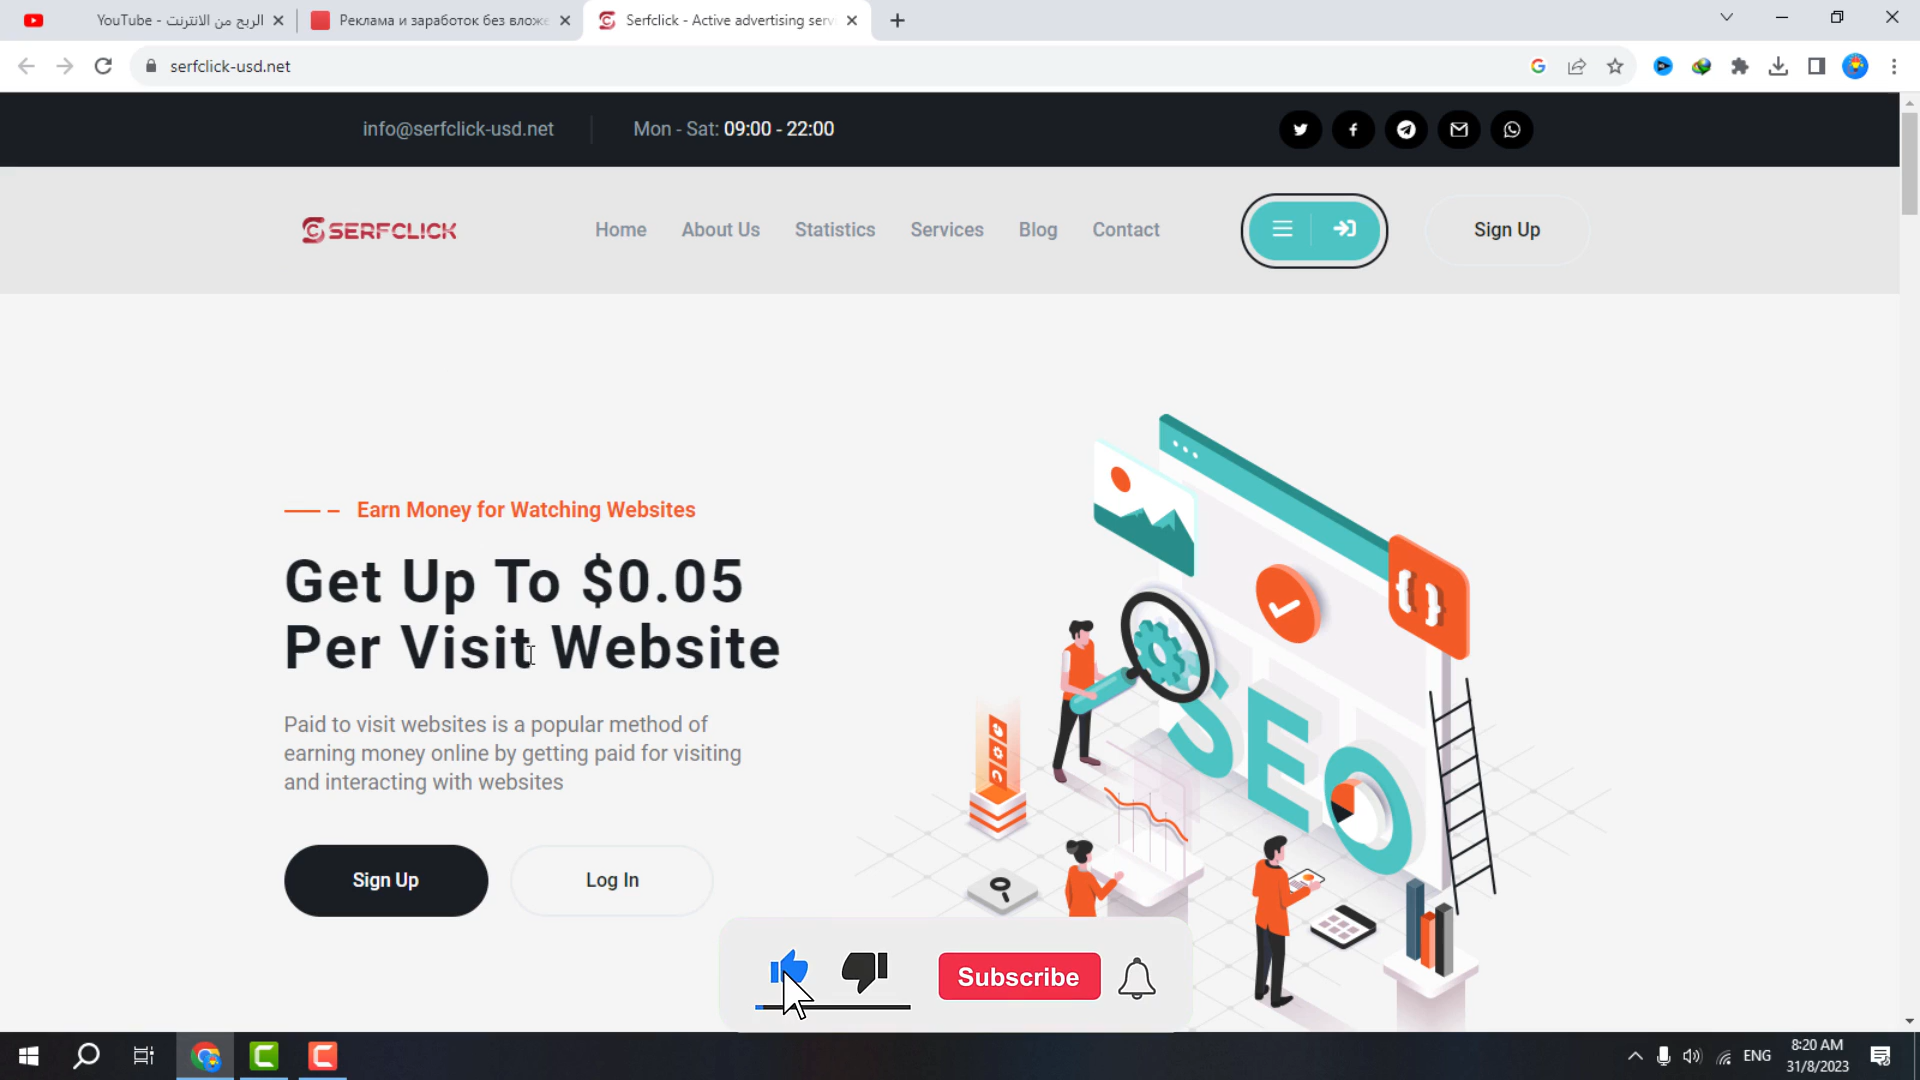 YouTube - الربح من الانترنت
Реклама и заработок без вложе
Serfclick - Active advertising serv
serfclick-usd.net
info@serfclick-usd.net
Mon - Sat: 09:00 - 22:00
SERFCLICK
Home
About Us
Statistics
Services
Blog
Contact
Sign Up
Earn Money for Watching Websites
Get Up To $0.05
Per Visit Website
Paid to visit websites is a popular method of
earning money online by getting paid for visiting
and interacting with websites
Sign Up
Log In
SEO
Subscribe
ENG
8:20 AM
31/8/2023